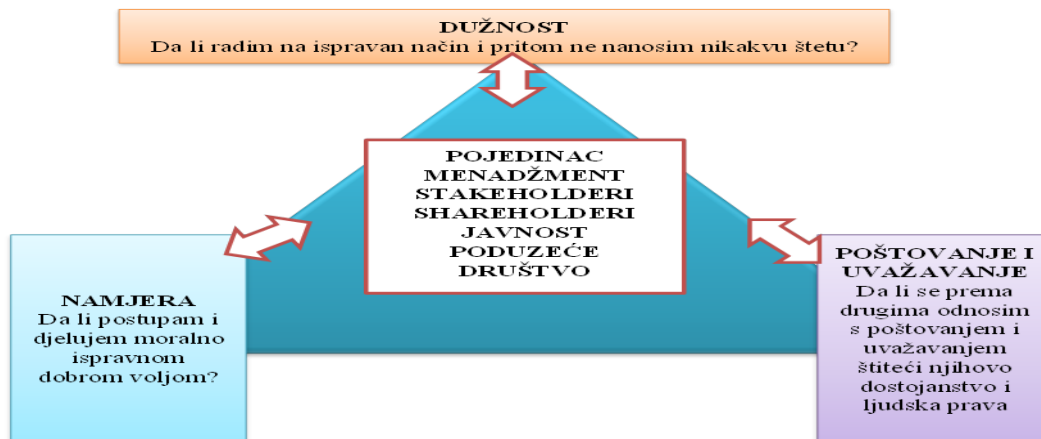 DUŽNOST
Da li radim na ispravan način i pritom ne nanosim nikakvu štetu?
POJEDINAC
MENADŽMENT
STAKEHOLDERI
SHAREHOLDERI
JAVNOST
PODUZEĆE
DRUŠTVO
NAMJERA
Da li postupam i
djelujem moralno
ispravnom
dobrom voljom?
POŠTOVANJE I
UVAŽAVANJE
Da li se prema
drugima odnosim
s poštovanjem i
uvažavanjem
štiteći njihovo
dostojanstvo i
ljudska prava